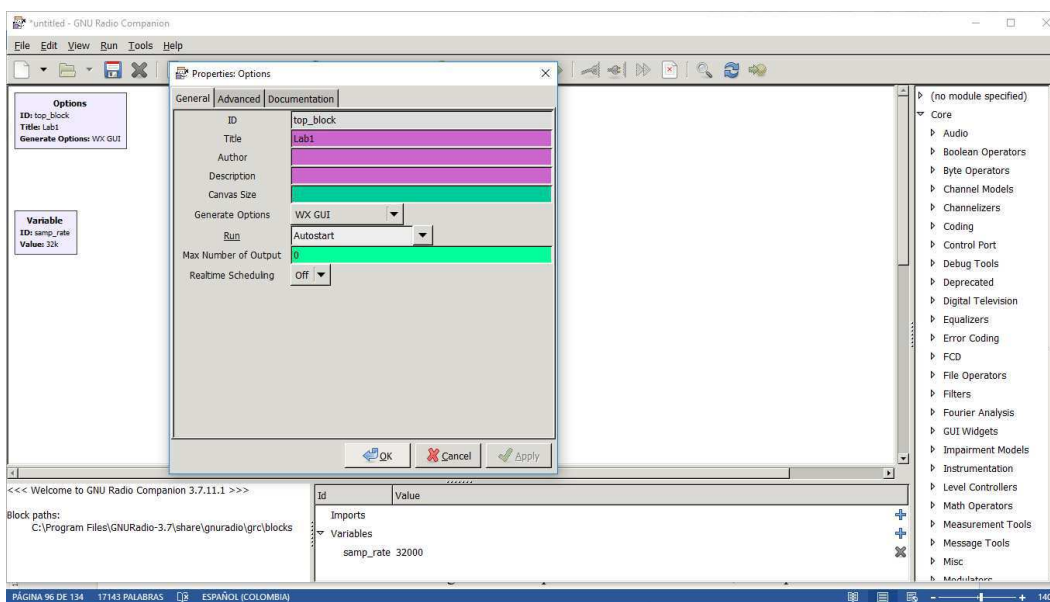 *untitled - GNU Radio Companion
File Edit View Run Tools Help
Options
ID: top_block
Title: Lab1
Generate Options: WX GUI
Variable
ID: samp_rate
Value: 32k
Properties: Options
General Advanced Documentation
ID top_block
Title Lab1
Author
Description
Canvas Size
Generate Options WX GUI
Run Autostart
Max Number of Output 0
Realtime Scheduling Off
OK Cancel Apply
(no module specified)
Core
Audio
Boolean Operators
Byte Operators
Channel Models
Channelizers
Coding
Control Port
Debug Tools
Deprecated
Digital Television
Equalizers
Error Coding
FCD
File Operators
Filters
Fourier Analysis
GUI Widgets
Impairment Models
Instrumentation
Level Controllers
Math Operators
Measurement Tools
Message Tools
Misc
Modulators
<<< Welcome to GNU Radio Companion 3.7.11.1 >>>
Block paths:
C:\Program Files\GNURadio-3.7\share\gnuradio\grc\blocks
Id Value
Imports
Variables
samp_rate 32000
PÁGINA 96 DE 134 17143 PALABRAS ESPAÑOL (COLOMBIA) 140